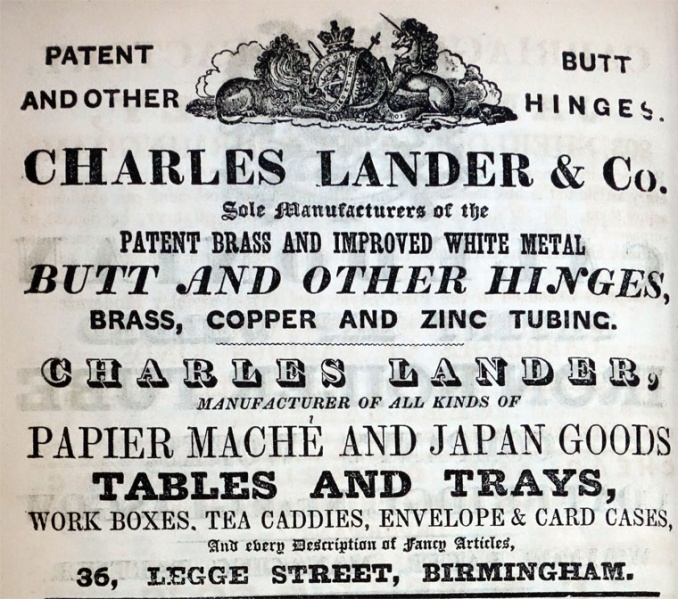 PATENT BUTT
AND OTHER HINGES.
CHARLES LANDER & Co.
Sole Manufacturers of the
PATENT BRASS AND IMPROVED WHITE METAL
BUTT AND OTHER HINGES,
BRASS, COPPER AND ZINC TUBING.
CHARLES LANDER,
MANUFACTURER OF ALL KINDS OF
PAPIER MACHÉ AND JAPAN GOODS
TABLES AND TRAYS,
WORK BOXES. TEA CADDIES, ENVELOPE & CARD CASES,
And every Description of Fancy Articles,
36, LEGGE STREET, BIRMINGHAM.